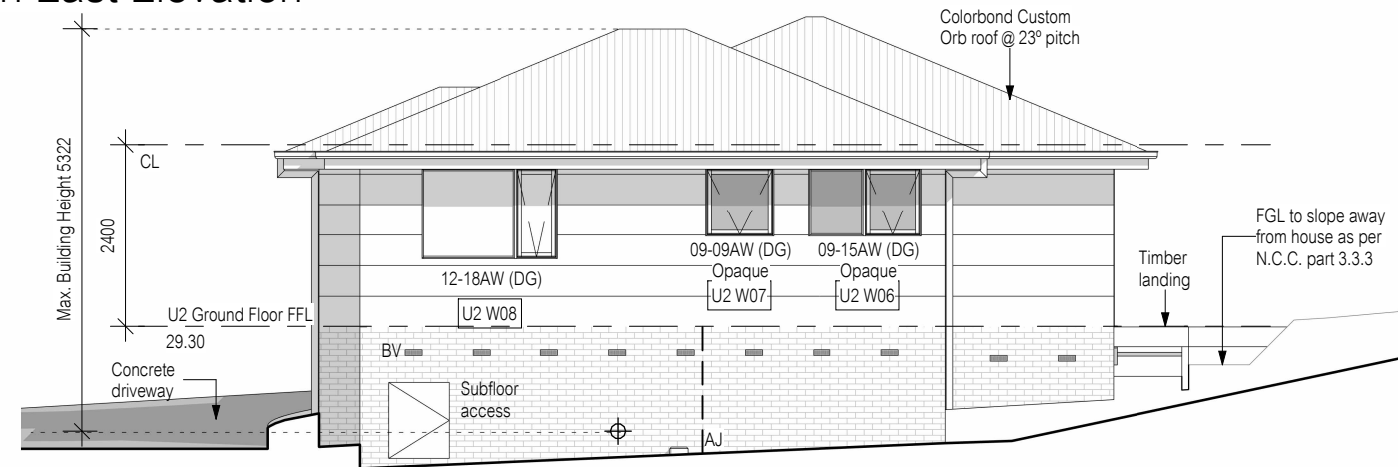 East Elevation
Colorbond Custom
Orb roof @ 23º pitch
Max. Building Height 5322
CL
2400
FGL to slope away
from house as per
N.C.C. part 3.3.3
09-09AW (DG)
Opaque
U2 W07
09-15AW (DG)
Opaque
U2 W06
Timber
landing
12-18AW (DG)
U2 W08
U2 Ground Floor FFL
29.30
BV
Concrete
driveway
Subfloor
access
AJ